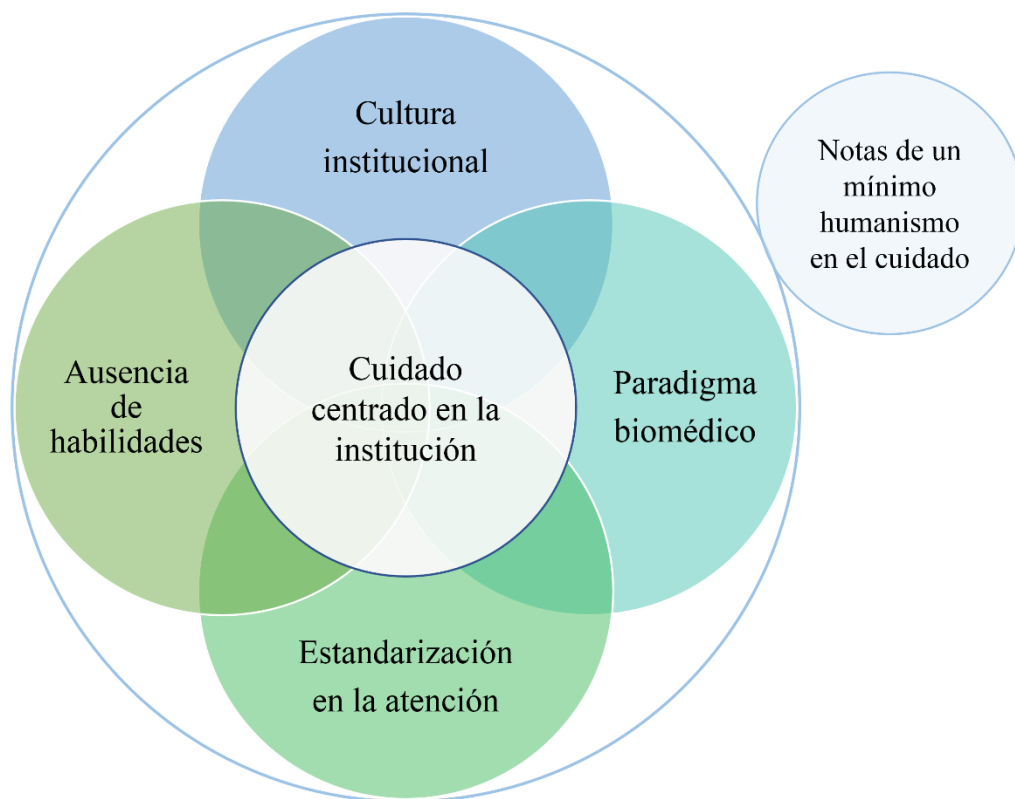 Cultura
institucional
Notas de un
mínimo
humanismo
en el cuidado
Ausencia
de
habilidades
Cuidado
centrado en la
institución
Paradigma
biomédico
Estandarización
en la atención